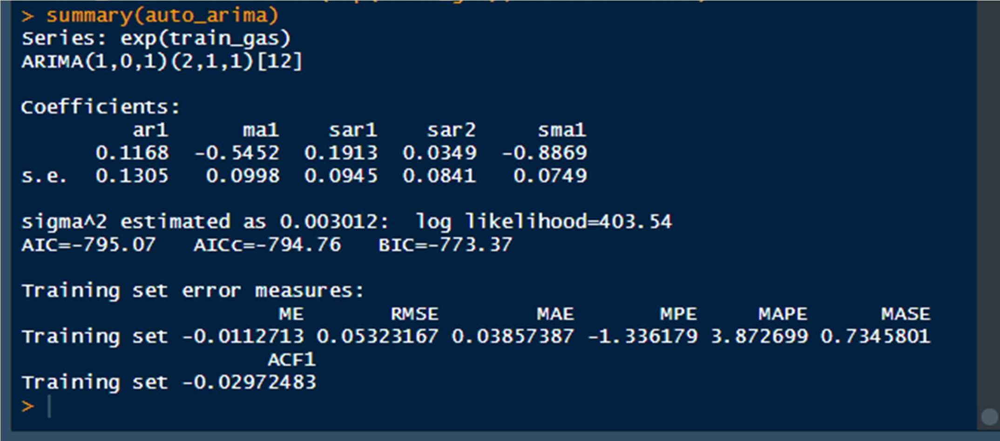 > summary(auto_arima)
Series: exp(train_gas)
ARIMA(1,0,1)(2,1,1)[12]
Coefficients:
ar1 ma1 sar1 sar2 sma1
0.1168 -0.5452 0.1913 0.0349 -0.8869
s.e. 0.1305 0.0998 0.0945 0.0841 0.0749
sigma^2 estimated as 0.003012: log likelihood=403.54
AIC=-795.07 AICc=-794.76 BIC=-773.37
Training set error measures:
ME RMSE MAE MPE MAPE MASE
Training set -0.0112713 0.05323167 0.03857387 -1.336179 3.872699 0.7345801
ACF1
Training set -0.02972483
>